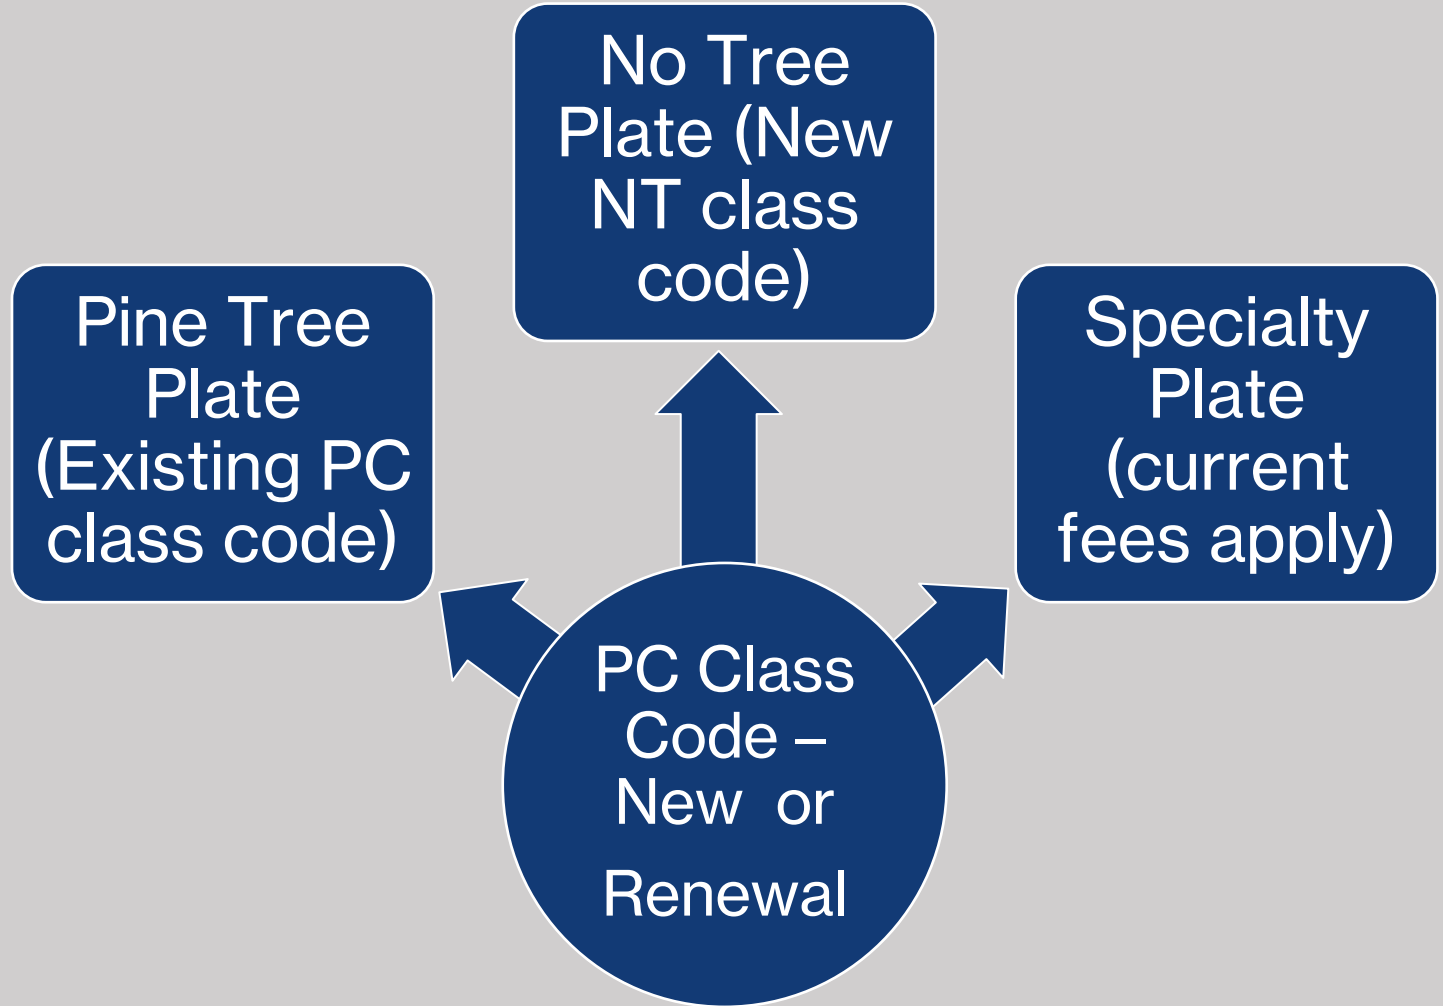 No Tree
Plate (New
NT class
code)
Pine Tree
Plate
(Existing PC
class code)
Specialty
Plate
(current
fees apply)
PC Class
Code –
New  or
Renewal